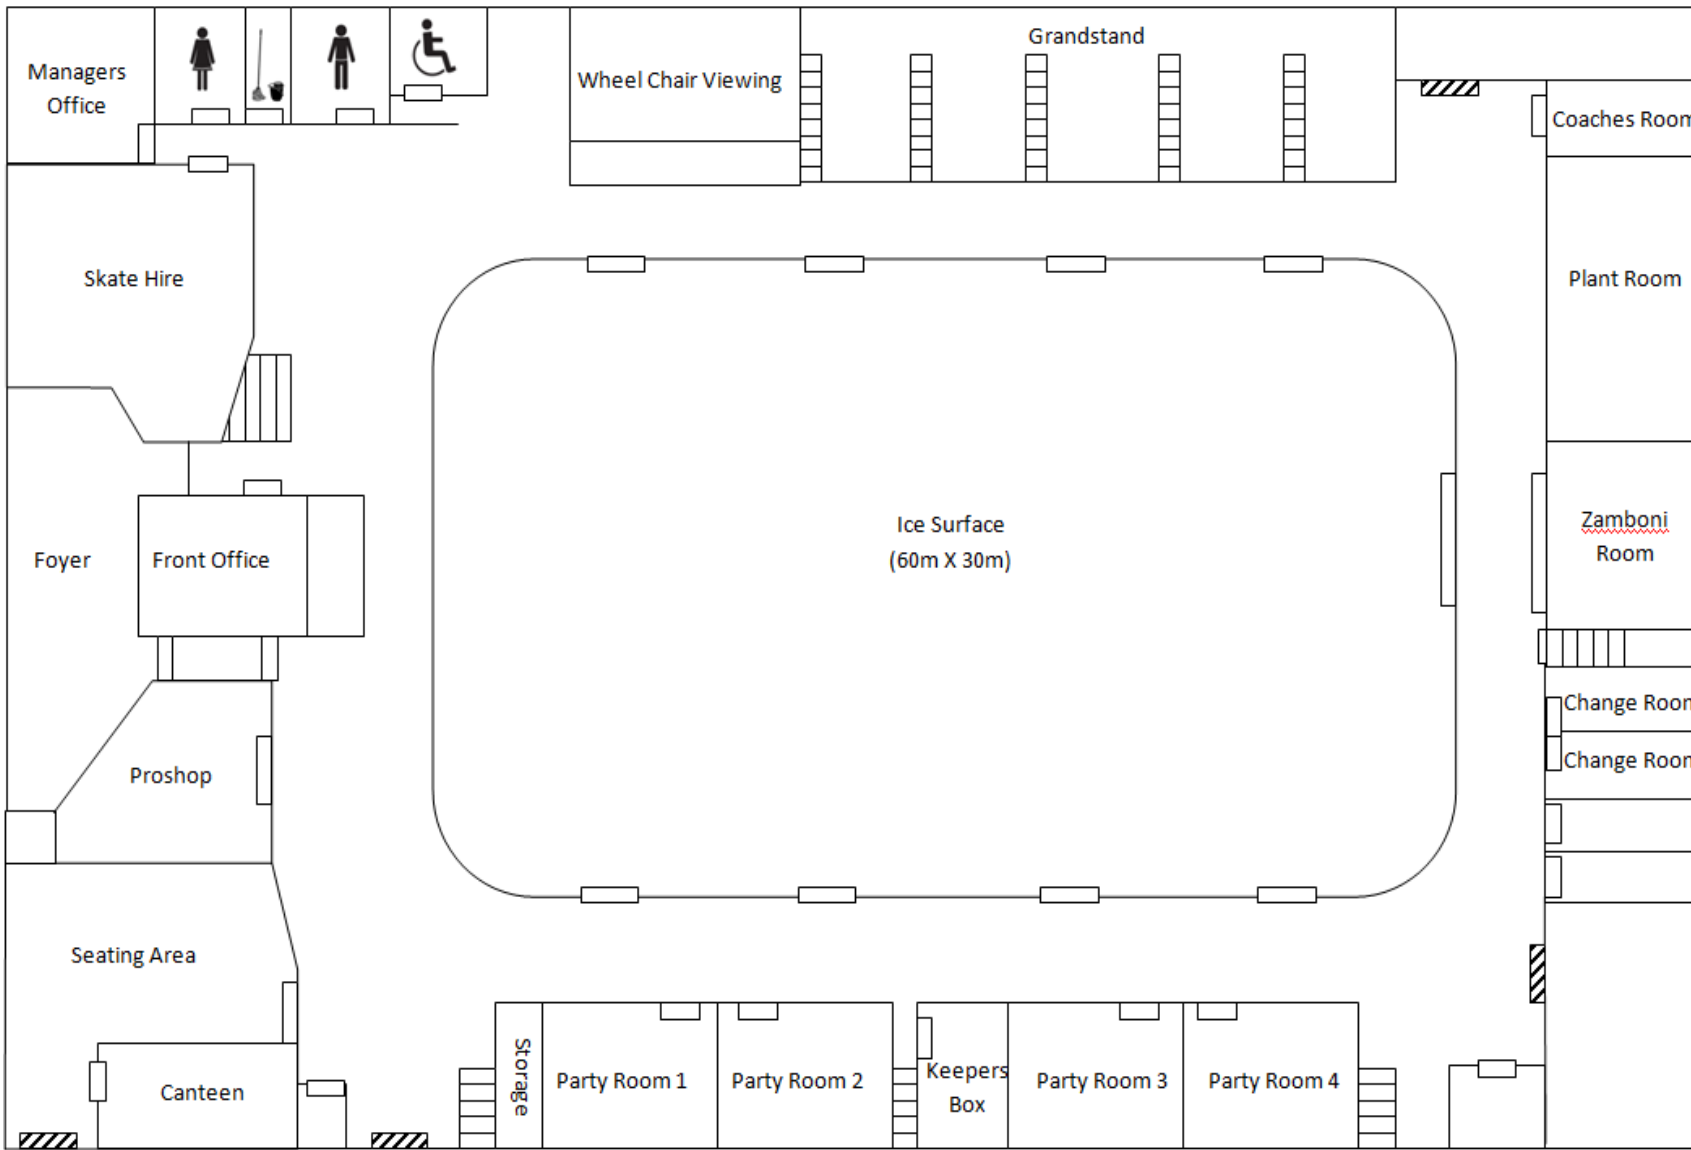 Managers
Office
Wheel Chair Viewing
Grandstand
Coaches Room
Skate Hire
Plant Room
Ice Surface
(60m X 30m)
Zamboni
Room
Foyer
Front Office
Change Room
Change Room
Proshop
Seating Area
Canteen
Storage
Party Room 1
Party Room 2
Keepers
Box
Party Room 3
Party Room 4